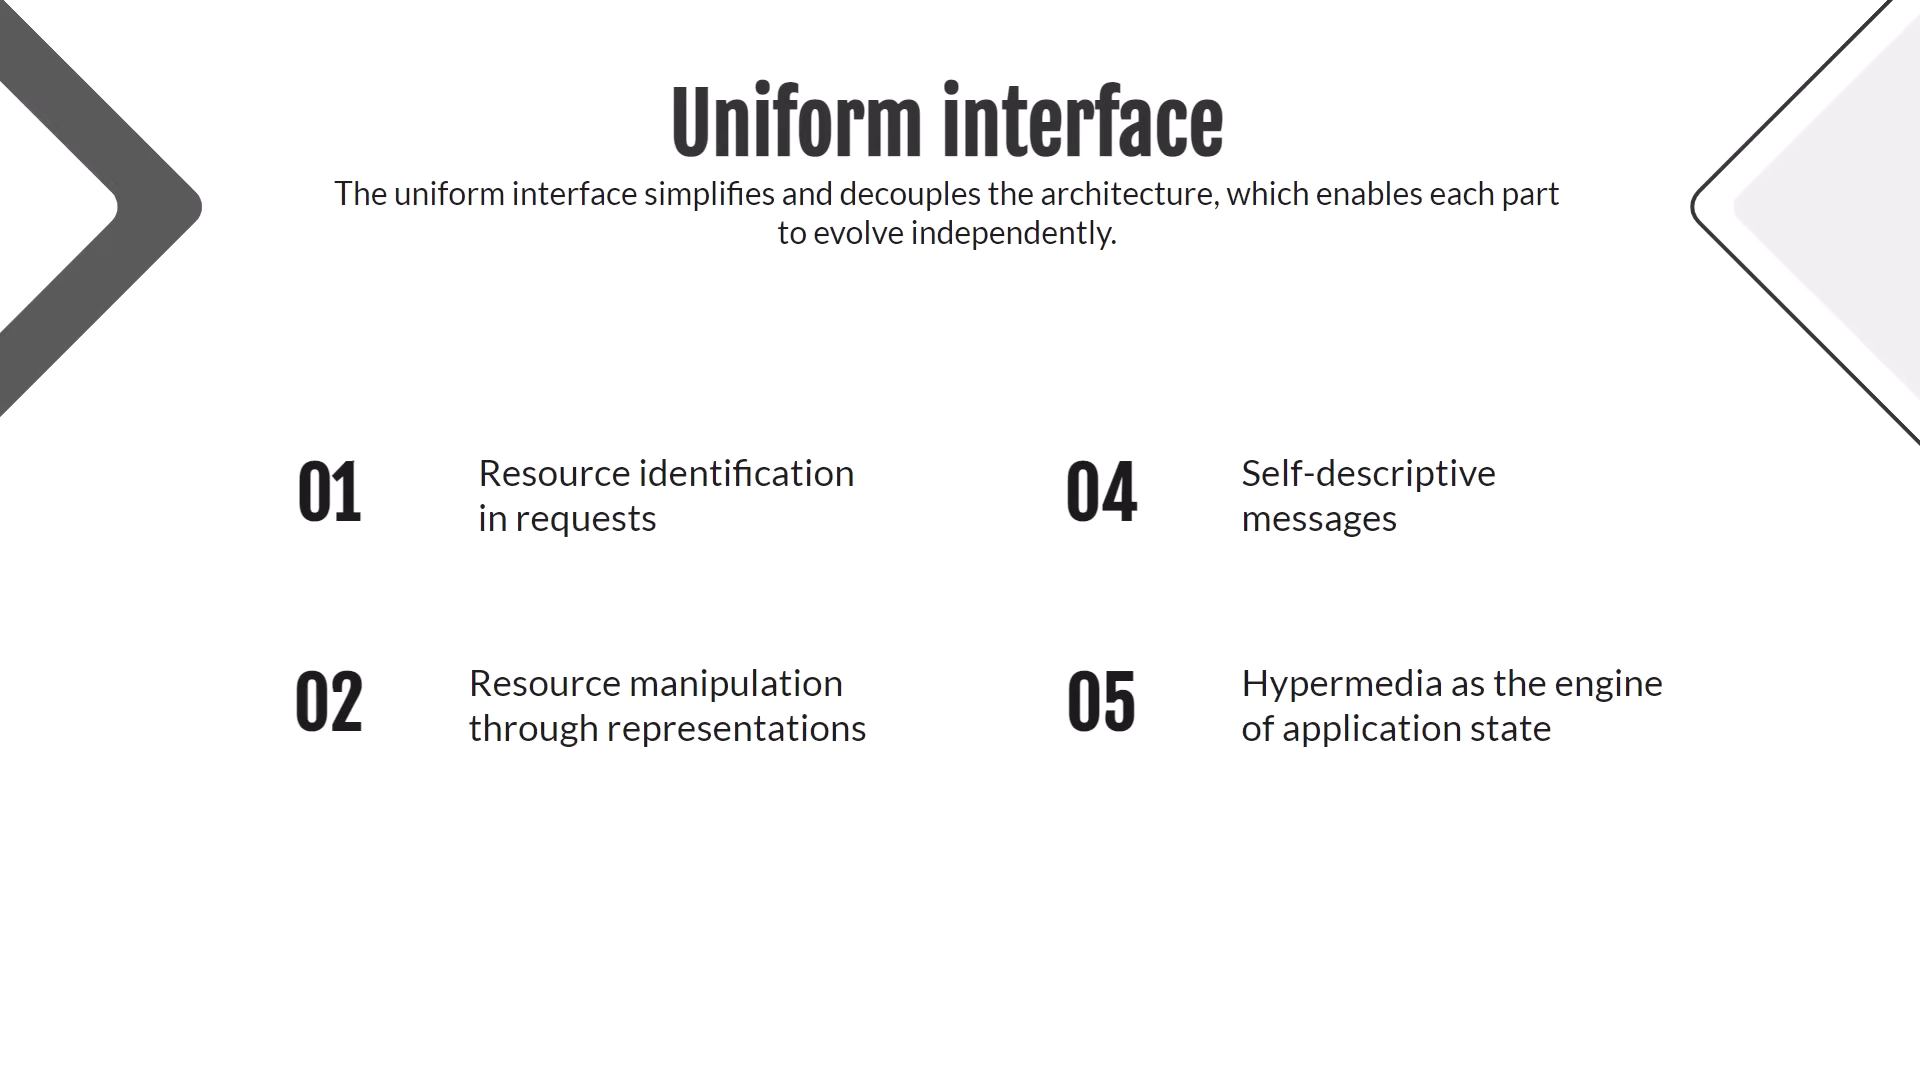 Uniform interface
The uniform interface simplifies and decouples the architecture, which enables each part
to evolve independently.
01
Resource identification
in requests
02
Resource manipulation
through representations
04
Self-descriptive
messages
05
Hypermedia as the engine
of application state